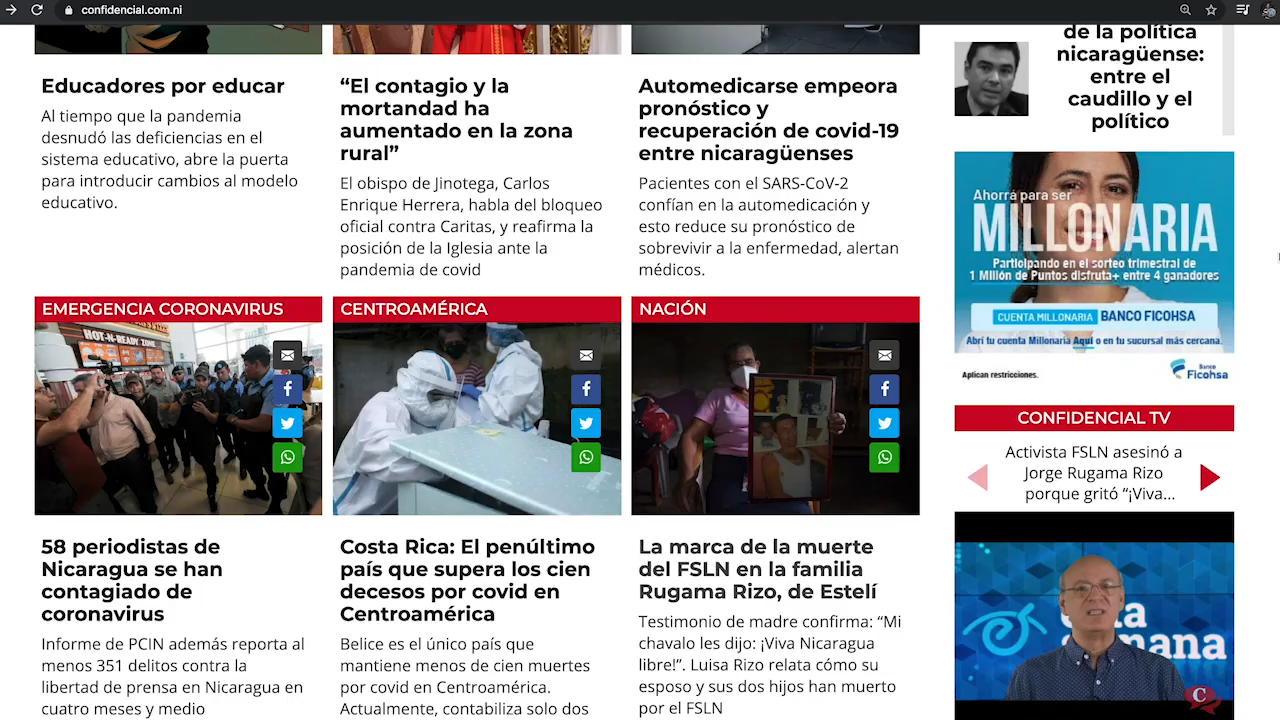 confidencial.com.ni
Educadores por educar
Al tiempo que la pandemia
desnudó las deficiencias en el
sistema educativo, abre la puerta
para introducir cambios al modelo
educativo.
“El contagio y la
mortandad ha
aumentado en la zona
rural”
El obispo de Jinotega, Carlos
Enrique Herrera, habla del bloqueo
oficial contra Caritas, y reafirma la
posición de la Iglesia ante la
pandemia de covid
Automedicarse empeora
pronóstico y
recuperación de covid-19
entre nicaragüenses
Pacientes con el SARS-CoV-2
confían en la automedicación y
esto reduce su pronóstico de
sobrevivir a la enfermedad, alertan
médicos.
EMERGENCIA CORONAVIRUS
HOT-N-READY ZONE
58 periodistas de
Nicaragua se han
contagiado de
coronavirus
Informe de PCIN además reporta al
menos 351 delitos contra la
libertad de prensa en Nicaragua en
cuatro meses y medio
CENTROAMÉRICA
Costa Rica: El penúltimo
país que supera los cien
decesos por covid en
Centroamérica
Belice es el único país que
mantiene menos de cien muertes
por covid en Centroamérica.
Actualmente, contabiliza solo dos
NACIÓN
La marca de la muerte
del FSLN en la familia
Rugama Rizo, de Estelí
Testimonio de madre confirma: “Mi
chavalo les dijo: ¡Viva Nicaragua
libre!”. Luisa Rizo relata cómo su
esposo y sus dos hijos han muerto
por el FSLN
de la política
nicaragüense:
entre el
caudillo y el
político
Ahorrá para ser
MILLONARIA
Participando en el sorteo trimestral de
1 Millón de Puntos disfruta+ entre 4 ganadores
CUENTA MILLONARIA BANCO FICOHSA
Abrí tu cuenta Millonaria Aquí o en tu sucursal más cercana.
Aplican restricciones.
Banco
Ficohsa
CONFIDENCIAL TV
Activista FSLN asesinó a
Jorge Rugama Rizo
porque gritó “¡Viva...
semana
C